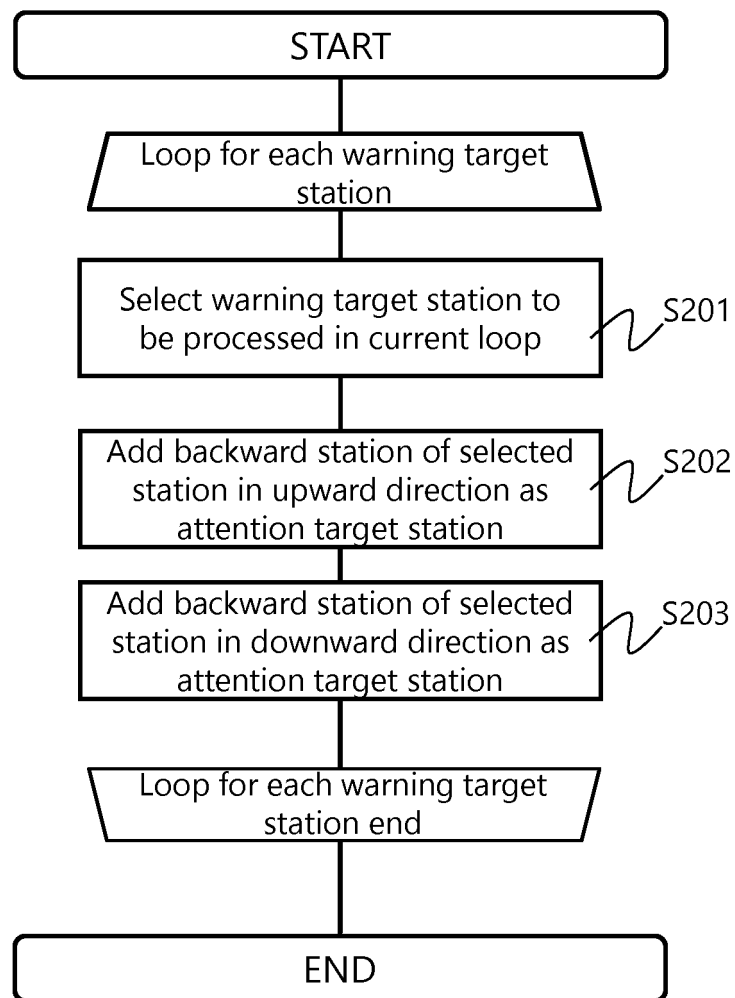 START
Loop for each warning target
station
Select warning target station to
be processed in current loop
S201
Add backward station of selected
station in upward direction as
attention target station
S202
Add backward station of selected
station in downward direction as
attention target station
S203
Loop for each warning target
station end
END